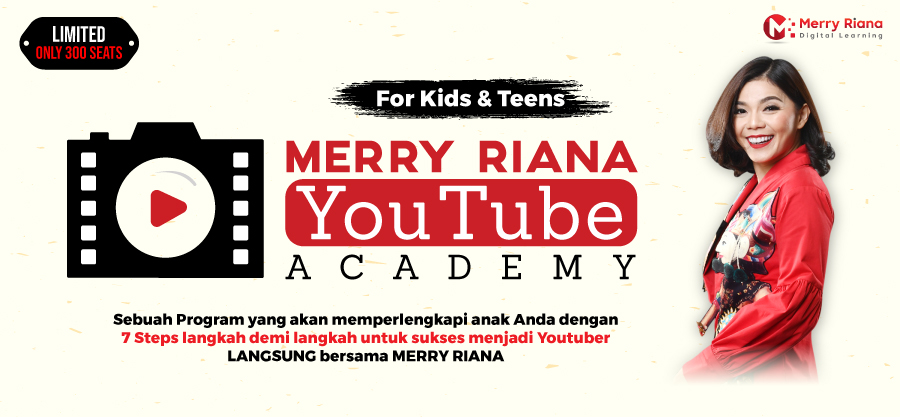 LIMITED
ONLY 300 SEATS
Merry Riana
Digital Learning
For Kids & Teens
MERRY RIANA
YouTube
ACADEMY
Sebuah Program yang akan memperlengkapi anak Anda dengan
7 Steps langkah demi langkah untuk sukses menjadi Youtuber
LANGSUNG bersama MERRY RIANA